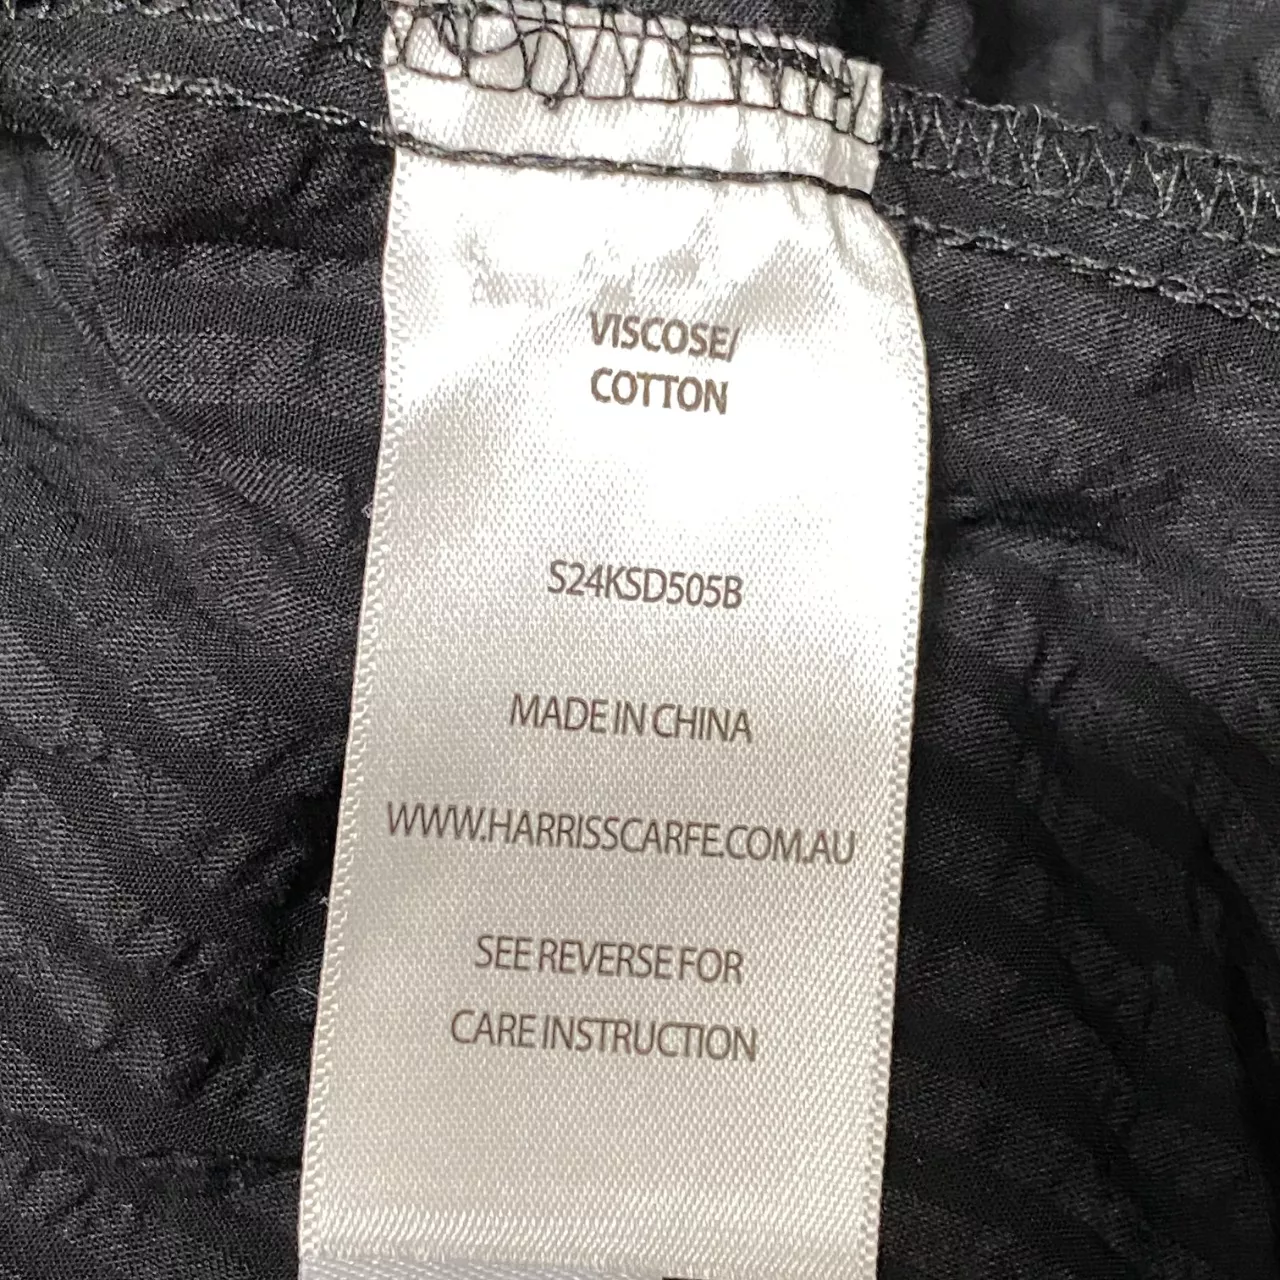 VISCOSE/
COTTON
S24KSD505B
MADE IN CHINA
WWW.HARRISSCARFE.COM.AU
SEE REVERSE FOR
CARE INSTRUCTION